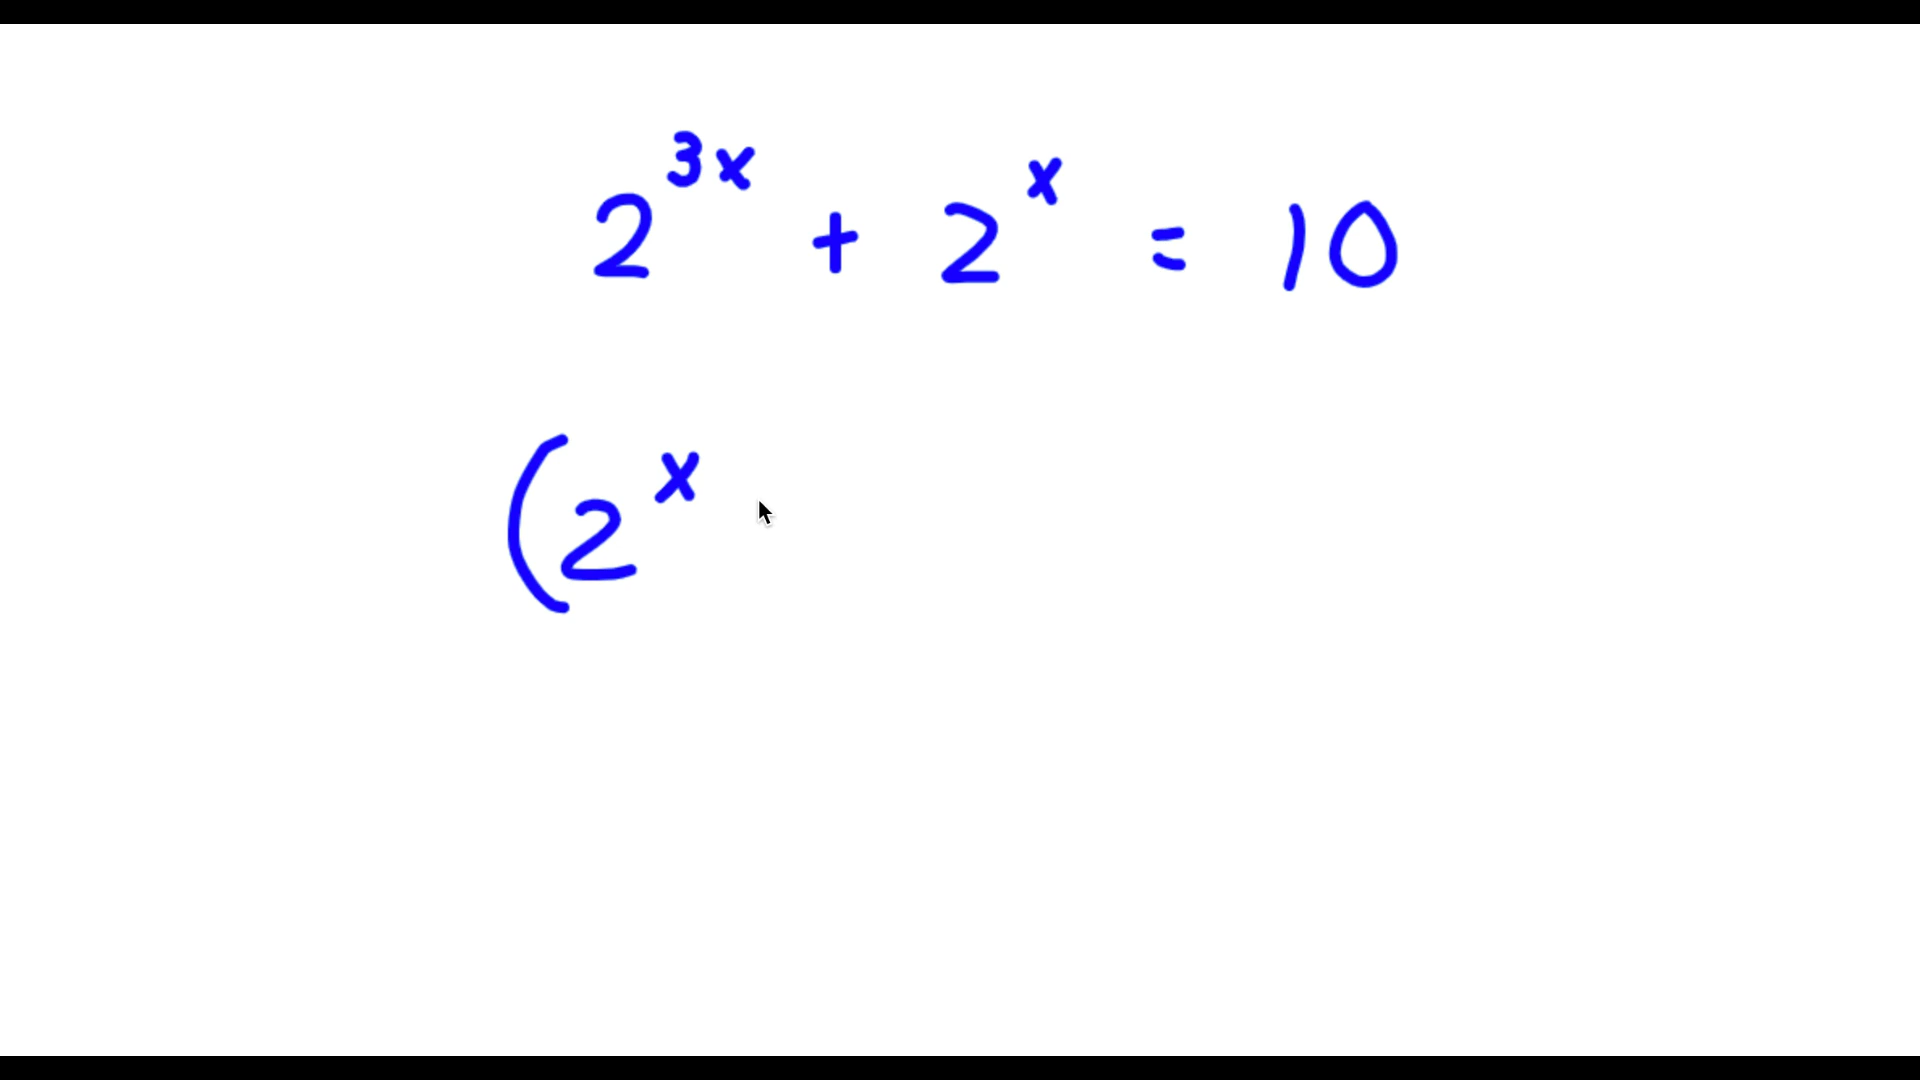 2^{3x} + 2^x = 10
(2^x